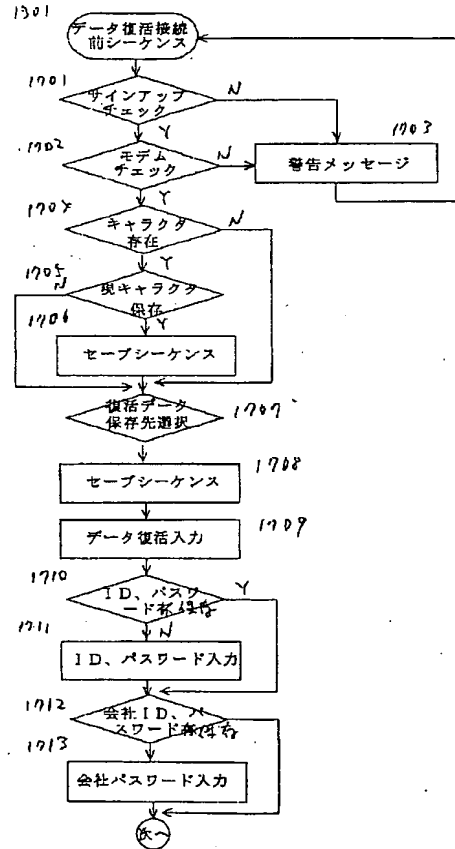 1301
データ復活接続
前シーケンス
1701
サインアップ
チェック
N
Y
1702
モデム
チェック
N
1703
警告メッセージ
Y
1704
キャラクタ
存在
N
Y
1705
N
現キャラクタ
保存
Y
1706
セーブシーケンス
復活データ
保存先選択
1707
セーブシーケンス
1708
データ復活入力
1709
1710
ID、パスワ
ード
Y
1711
N
ID、パスワード入力
1712
会社ID、パ
スワード
1713
会社パスワード入力
次へ